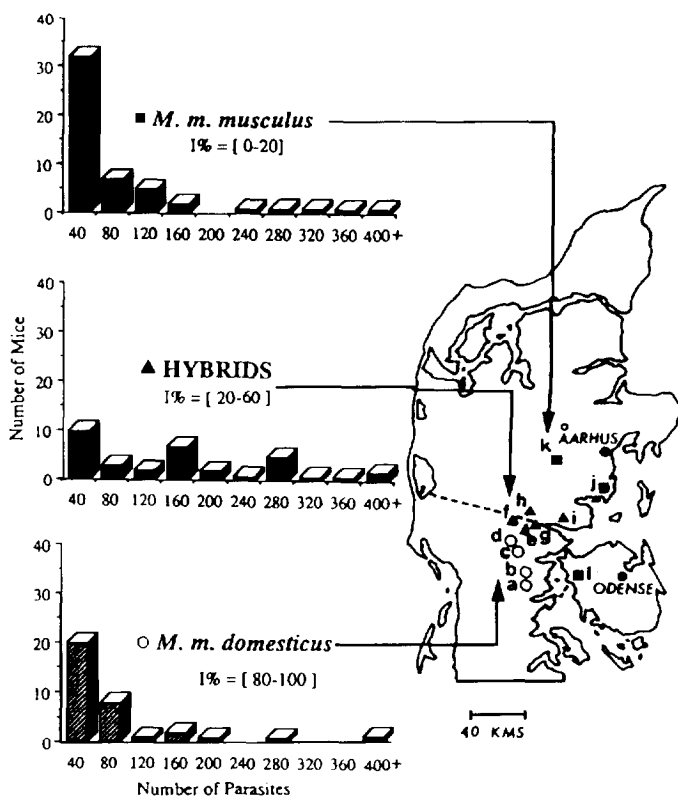 40
30
20
10
0
■ M. m. musculus
I% = [ 0-20]
40 80 120 160 200 240 280 320 360 400+
Number of Mice
40
30
20
10
0
▲ HYBRIDS
I% = [ 20-60 ]
40 80 120 160 200 240 280 320 360 400+
40
30
20
10
0
○ M. m. domesticus
I% = [ 80-100 ]
40 80 120 160 200 240 280 320 360 400+
Number of Parasites
AARHUS
k
j
h
f
i
g
d
c
b
a
l
ODENSE
40 KMS